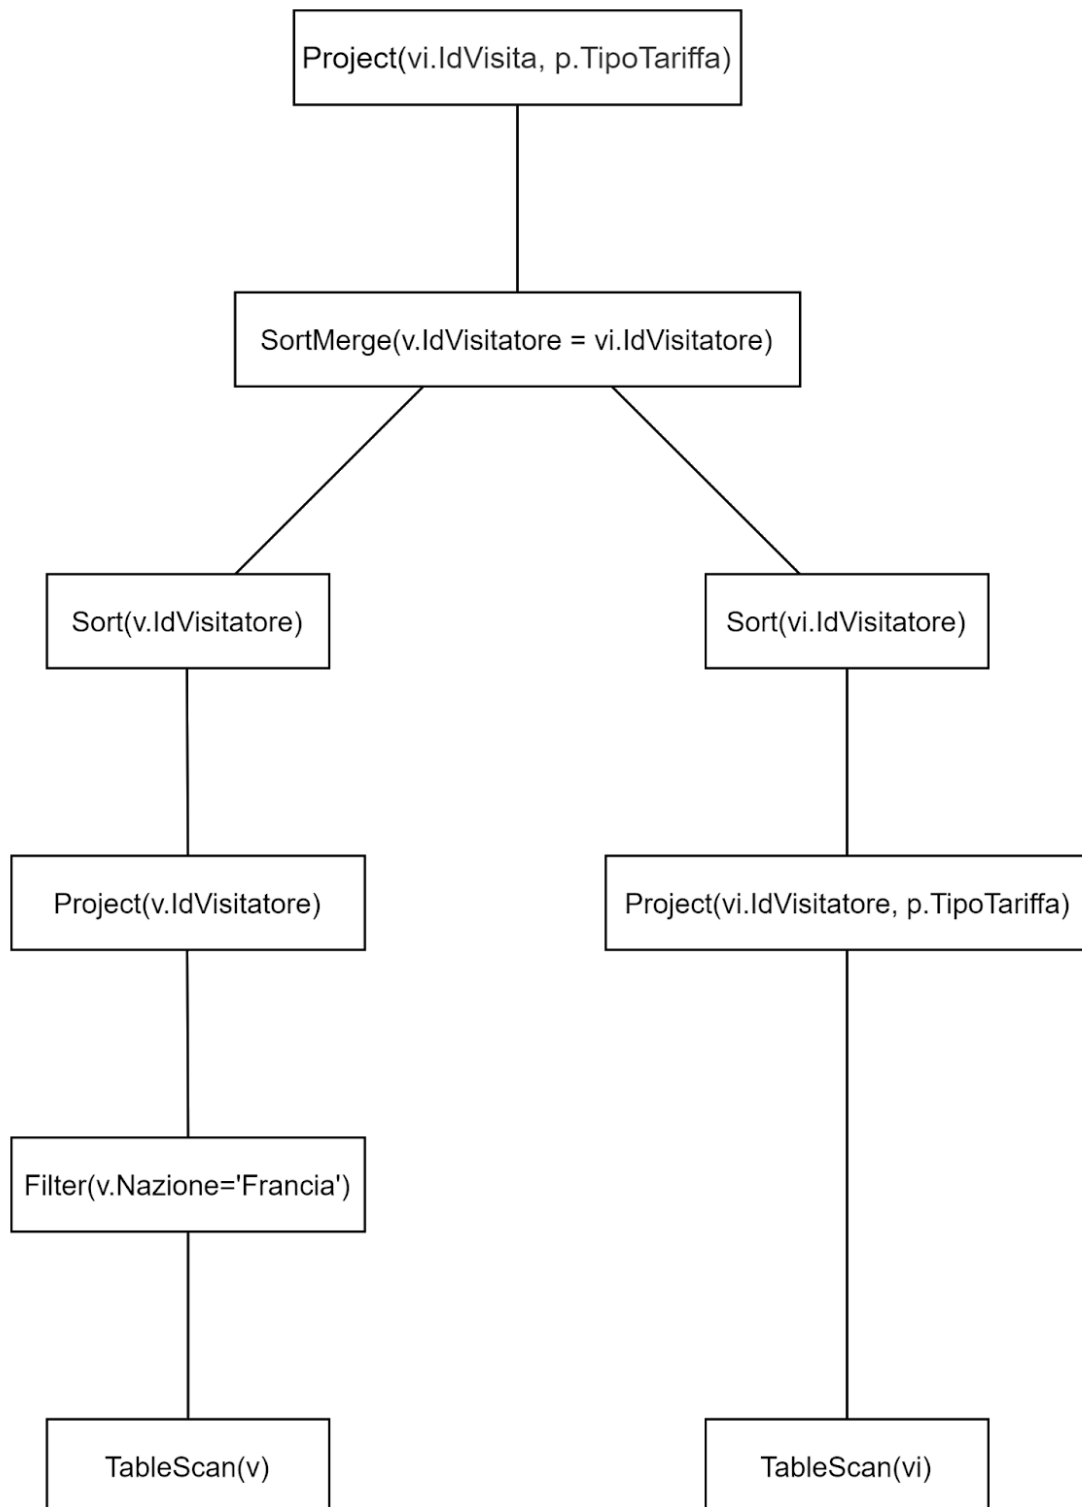 Project(vi.IdVisita, p.TipoTariffa)
SortMerge(v.IdVisitatore = vi.IdVisitatore)
Sort(v.IdVisitatore)
Sort(vi.IdVisitatore)
Project(v.IdVisitatore)
Project(vi.IdVisitatore, p.TipoTariffa)
Filter(v.Nazione='Francia')
TableScan(v)
TableScan(vi)